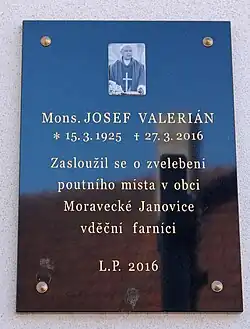 Mons. JOSEF VALERIÁN
* 15. 3. 1925 † 27. 3. 2016
Zasloužil se o zvelebení
poutního místa v obci
Moravecké Janovice
vděční farníci
L.P. 2016